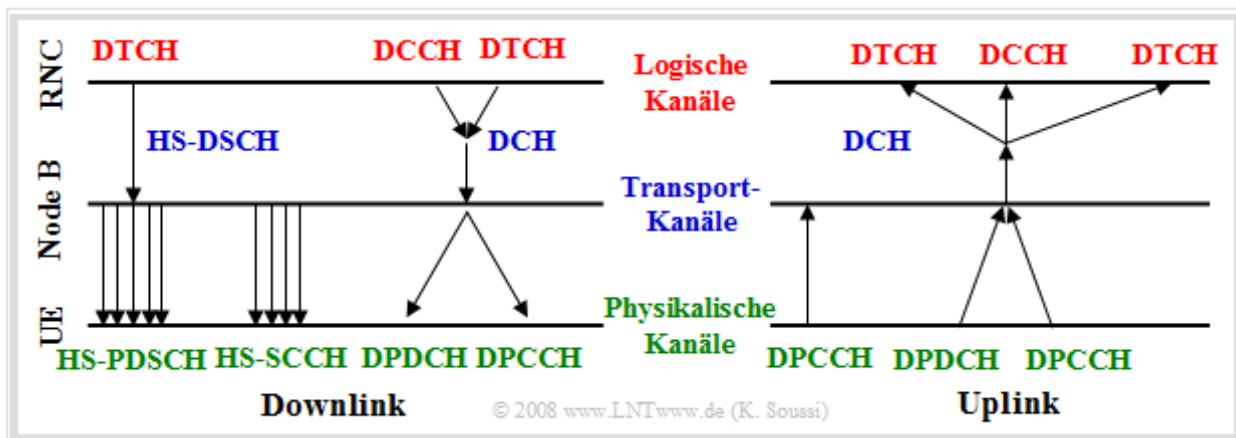 RNC
Node B
UE
DTCH
DCCH
DTCH
HS-DSCH
DCH
HS-PDSCH
HS-SCCH
DPDCH
DPCCH
Downlink
Logische
Kanäle
Transport-
Kanäle
Physikalische
Kanäle
DTCH
DCCH
DTCH
DCH
DPCCH
DPDCH
DPCCH
Uplink
© 2008 www.LNTwww.de (K. Soussi)